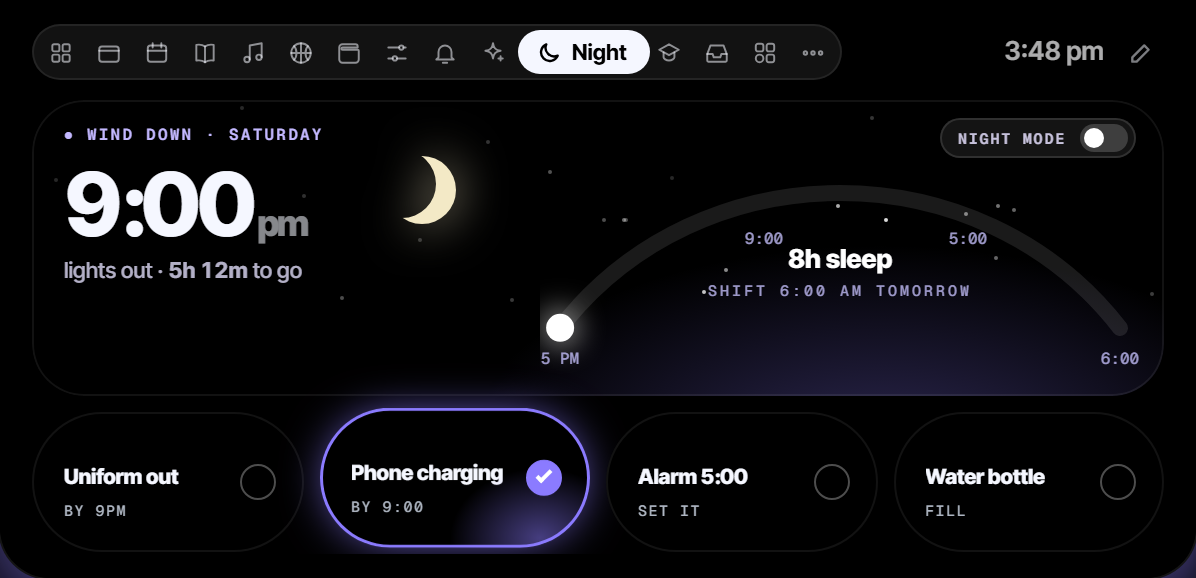 Night
3:48 pm
WIND DOWN · SATURDAY
NIGHT MODE
9:00pm
lights out · 5h 12m to go
9:00
5:00
8h sleep
SHIFT 6:00 AM TOMORROW
5 PM
6:00
Uniform out
BY 9PM
Phone charging
BY 9:00
Alarm 5:00
SET IT
Water bottle
FILL